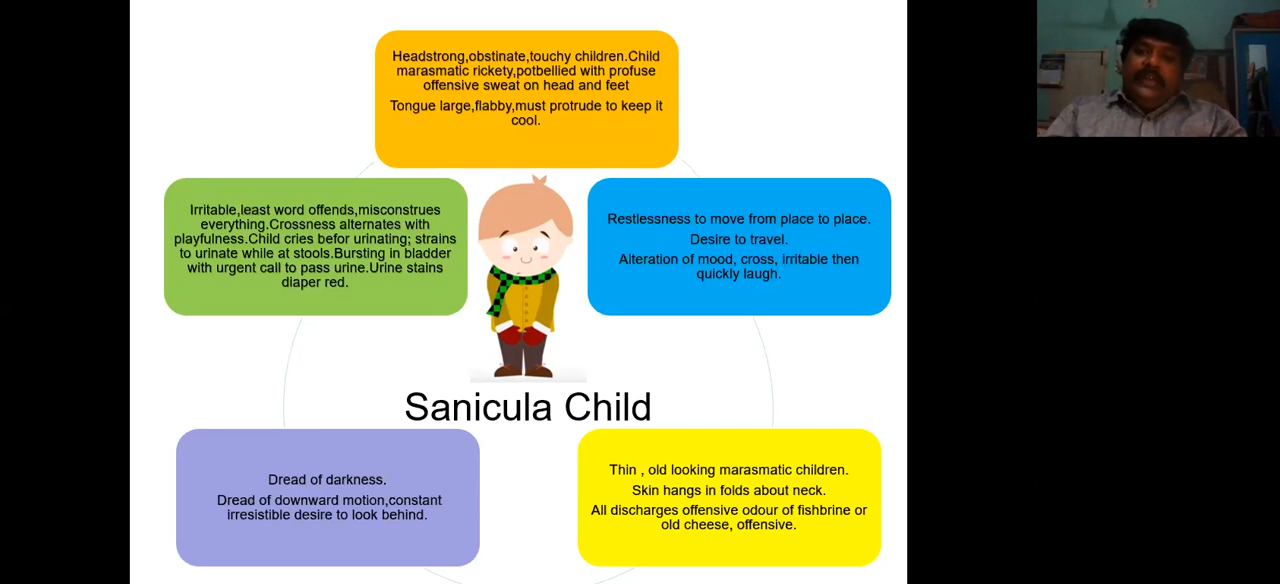 Headstrong,obstinate,touchy children.Child
marasmatic rickety,potbellied with profuse
offensive sweat on head and feet
Tongue large,flabby,must protrude to keep it
cool.
Irritable,least word offends,misconstrues
everything.Crossness alternates with
playfulness.Child cries befor urinating; strains
to urinate while at stools.Bursting in bladder
with urgent call to pass urine.Urine stains
diaper red.
Restlessness to move from place to place.
Desire to travel.
Alteration of mood, cross, irritable then
quickly laugh.
Sanicula Child
Dread of darkness.
Dread of downward motion,constant
irresistible desire to look behind.
Thin , old looking marasmatic children.
Skin hangs in folds about neck.
All discharges offensive odour of fishbrine or
old cheese, offensive.